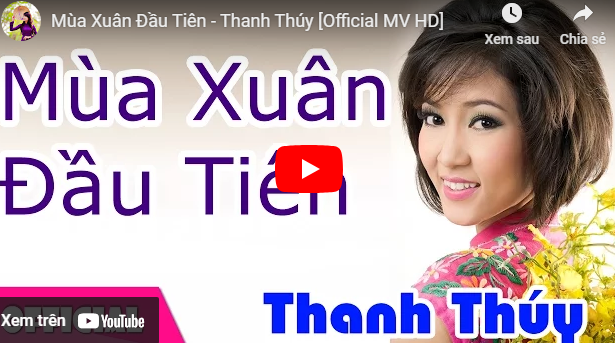 Mùa Xuân Đầu Tiên - Thanh Thúy [Official MV HD]
Xem sau
Chia sẻ
Mùa Xuân
Đầu Tiên
OFFICIAL
Xem trên YouTube
Thanh Thúy